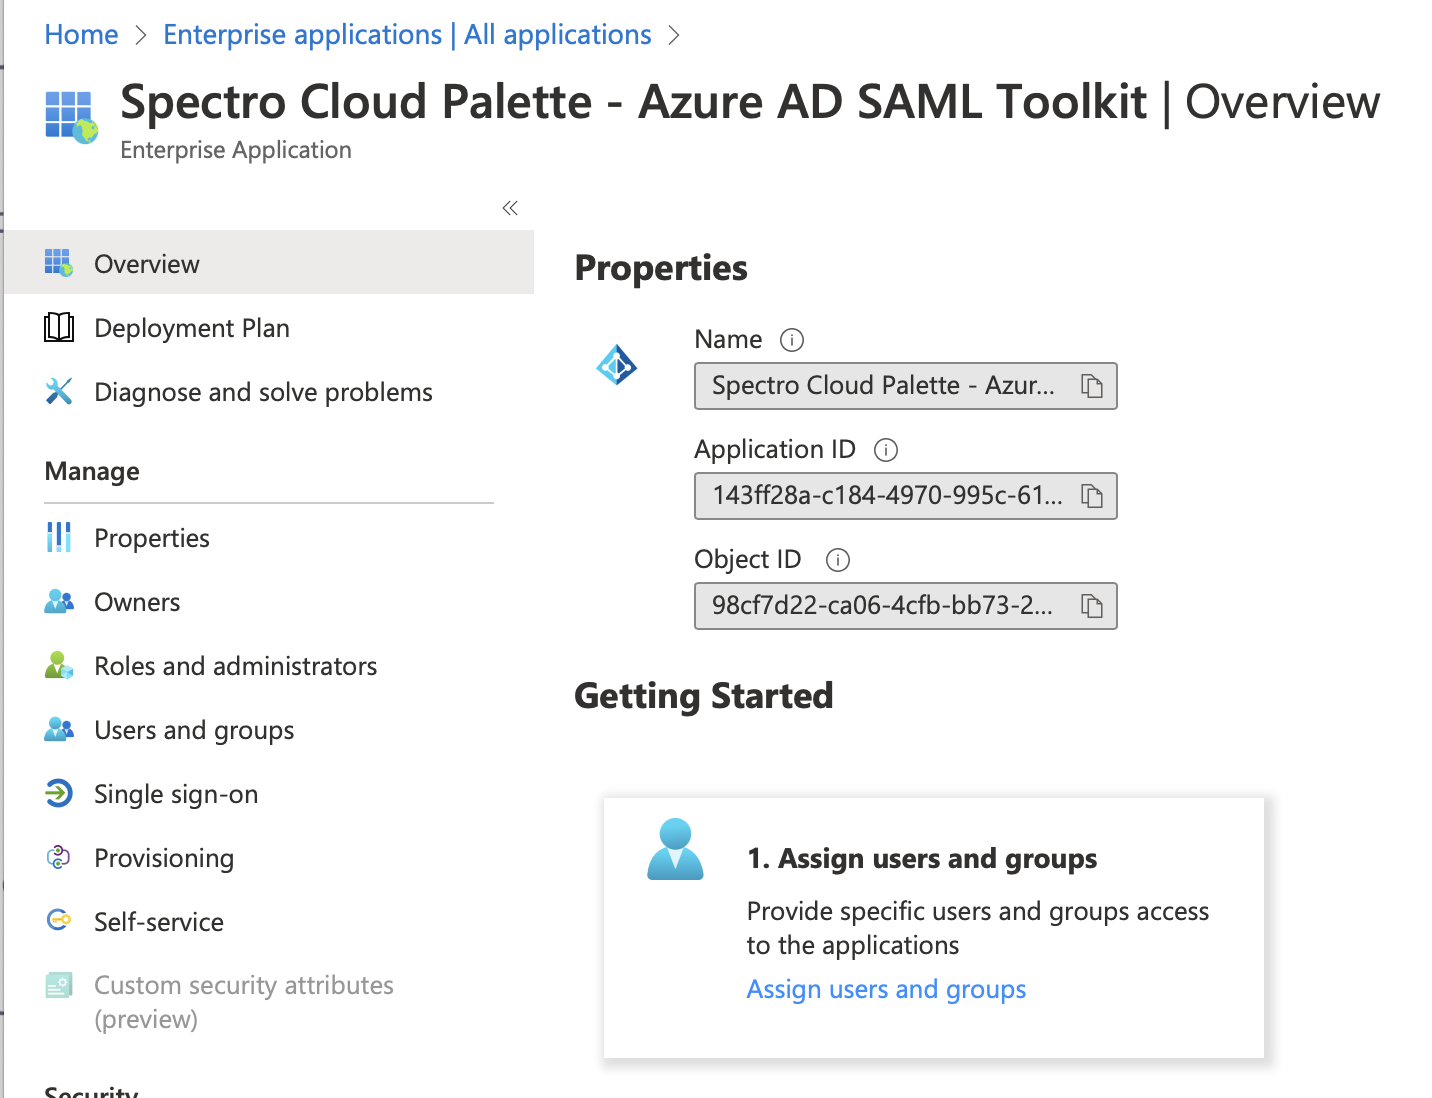 Home > Enterprise applications | All applications >
Spectro Cloud Palette - Azure AD SAML Toolkit | Overview
Enterprise Application
«
Overview
Deployment Plan
Diagnose and solve problems
Manage
Properties
Owners
Roles and administrators
Users and groups
Single sign-on
Provisioning
Self-service
Custom security attributes
(preview)
Security
Properties
Name
Spectro Cloud Palette - Azur...
Application ID
143ff28a-c184-4970-995c-61...
Object ID
98cf7d22-ca06-4cfb-bb73-2...
Getting Started
1. Assign users and groups
Provide specific users and groups access
to the applications
Assign users and groups